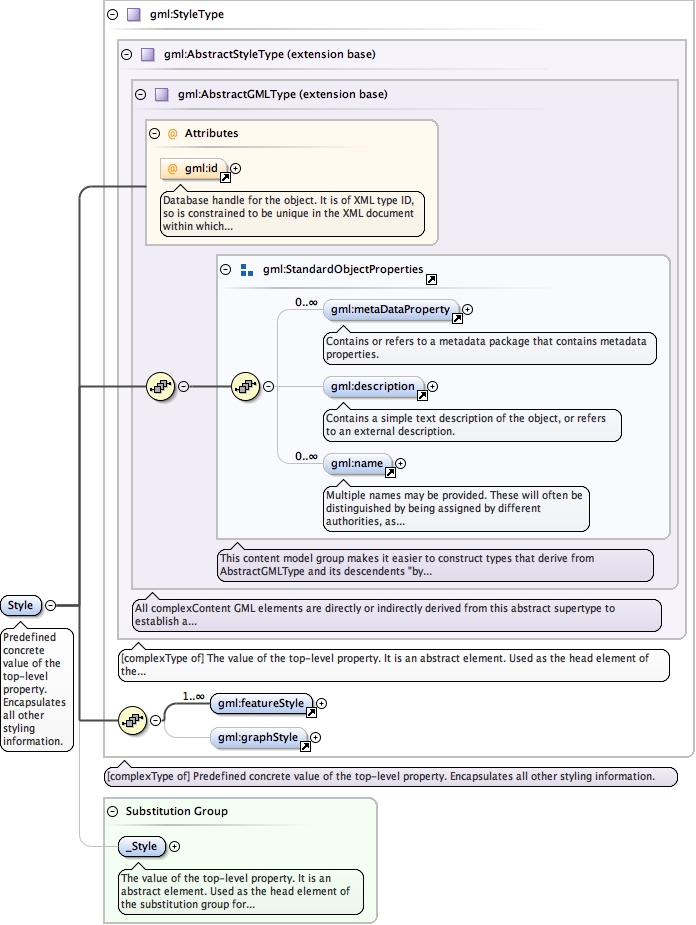 gml:StyleType
gml:AbstractStyleType (extension base)
gml:AbstractGMLType (extension base)
@ Attributes
@ gml:id
Database handle for the object. It is of XML type ID,
so is constrained to be unique in the XML document
within which...
gml:StandardObjectProperties
0..∞
gml:metaDataProperty
Contains or refers to a metadata package that contains metadata
properties.
gml:description
Contains a simple text description of the object, or refers
to an external description.
0..∞
gml:name
Multiple names may be provided. These will often be
distinguished by being assigned by different
authorities, as...
This content model group makes it easier to construct types that derive from
AbstractGMLType and its descendents "by...
All complexContent GML elements are directly or indirectly derived from this abstract supertype to
establish a...
[complexType of] The value of the top-level property. It is an abstract element. Used as the head element of
the...
Style
Predefined
concrete
value of the
top-level
property.
Encapsulates
all other
styling
information.
1..∞
gml:featureStyle
gml:graphStyle
[complexType of] Predefined concrete value of the top-level property. Encapsulates all other styling information.
Substitution Group
_Style
The value of the top-level property. It is an
abstract element. Used as the head element of
the substitution group for...